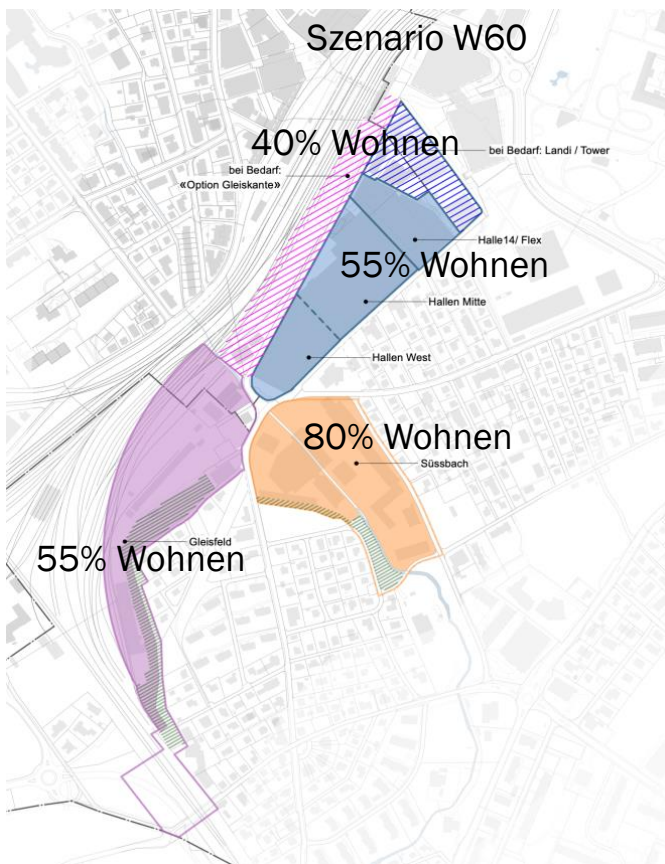 Szenario W60
40% Wohnen
bei Bedarf: Landi / Tower
bei Bedarf:
«Option Gleiskante»
Halle14/ Flex
55% Wohnen
Hallen Mitte
Hallen West
80% Wohnen
Süssbach
Gleisfeld
55% Wohnen